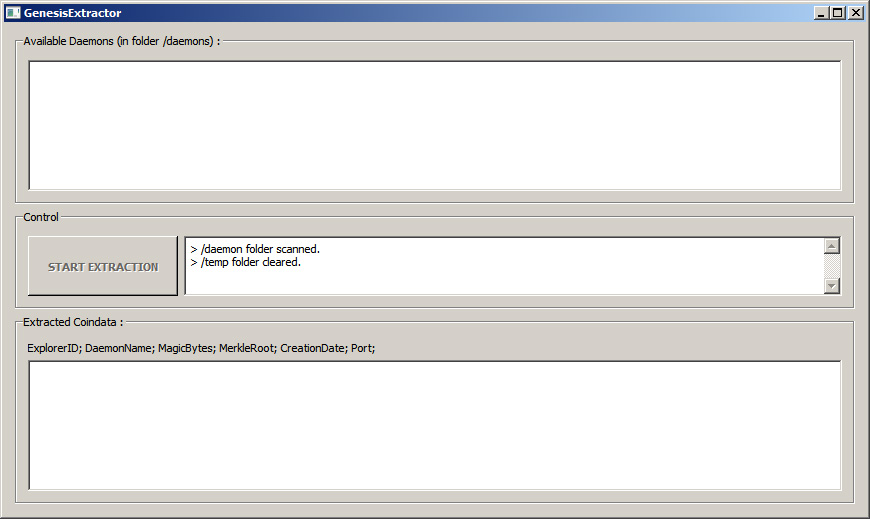 GenesisExtractor
Available Daemons (in folder /daemons) :
Control
START EXTRACTION
> /daemon folder scanned.
> /temp folder cleared.
Extracted Coindata :
ExplorerID; DaemonName; MagicBytes; MerkleRoot; CreationDate; Port;